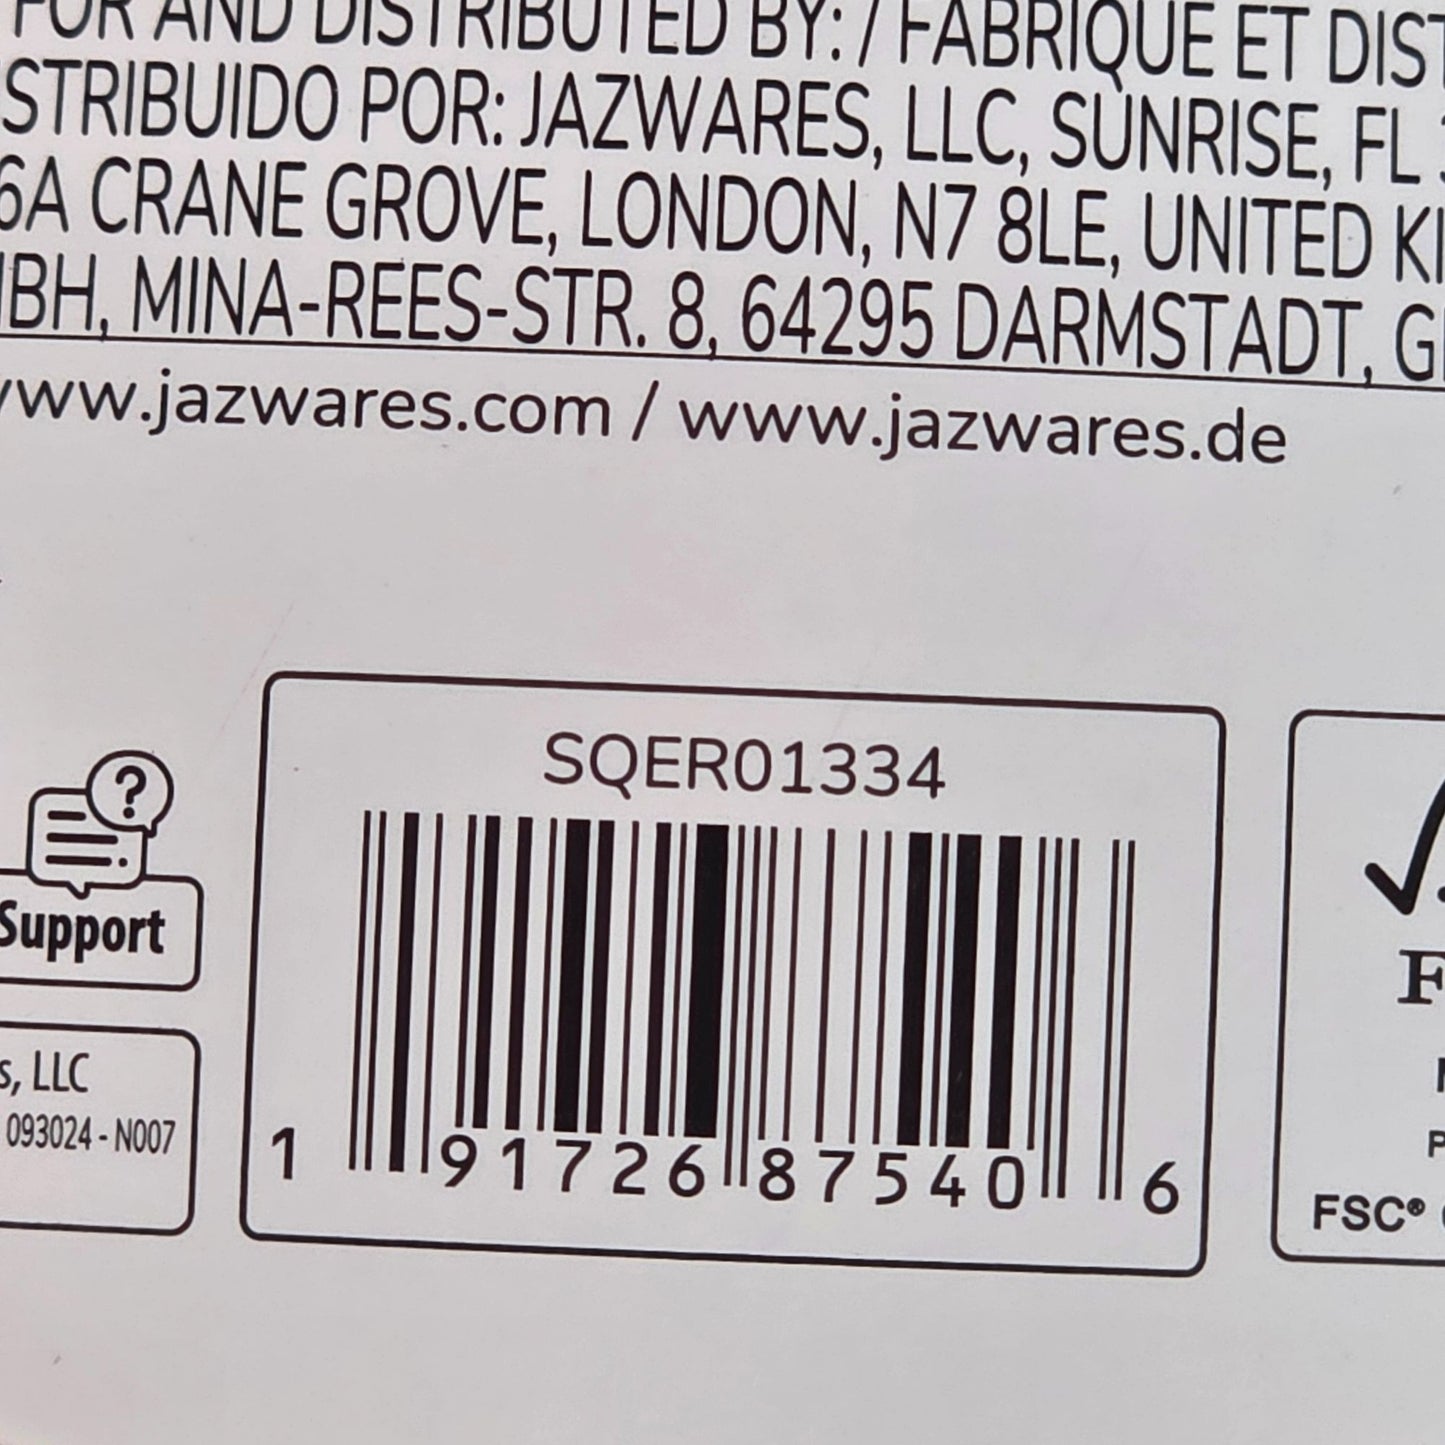 FOR AND DISTRIBUTED BY: / FABRIQUE ET DIST
STRIBUIDO POR: JAZWARES, LLC, SUNRISE, FL
6A CRANE GROVE, LONDON, N7 8LE, UNITED KI
MBH, MINA-REES-STR. 8, 64295 DARMSTADT, G
www.jazwares.com / www.jazwares.de
?
Support
s, LLC
093024 - N007
SQER01334
1 91726 87540 6
F
P
FSC®